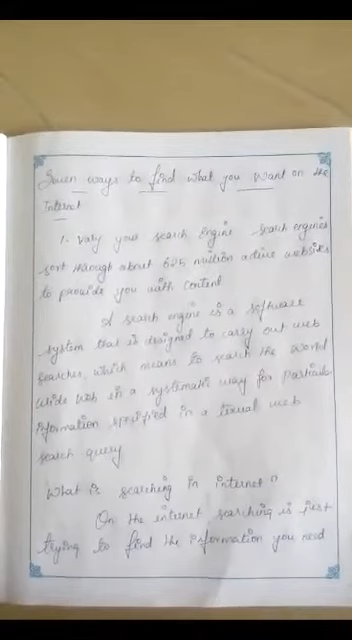 Seven ways to find what you want on the
Internet
1- Vary your search Engine Search engines
sort through about 625 million active websites
to provide you with content
A search engine is a software
system that is designed to carry out web
searches, which means to search the world
wide web in a systematic way for particular
iformation specified in a texual web
search query
What is searching in internet?
On the internet searching is just
trying to find the information you need